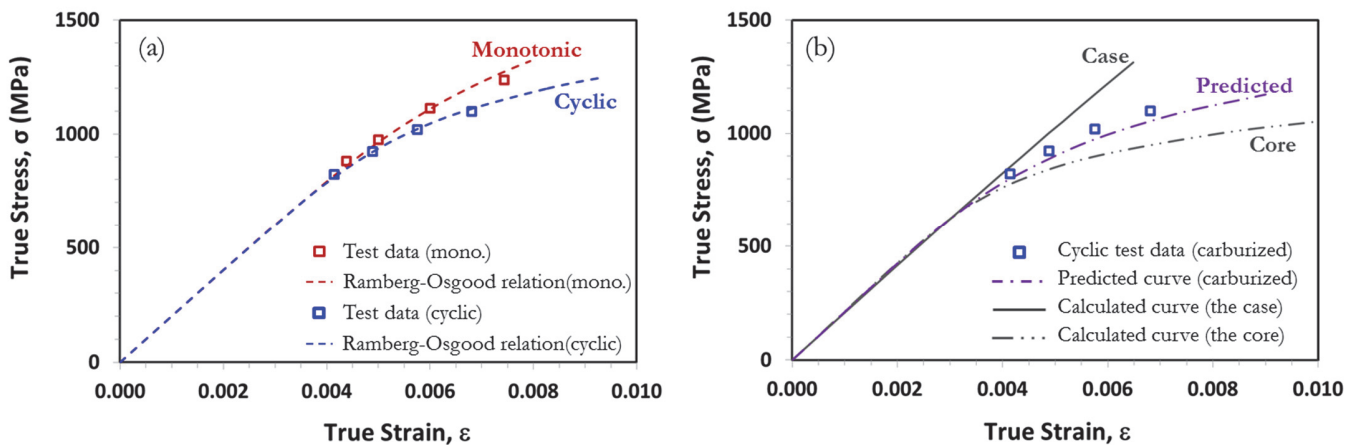 (a)
Monotonic
Cyclic
True Stress, σ (MPa)
1500
1000
500
0
Test data (mono.)
Ramberg-Osgood relation(mono.)
Test data (cyclic)
Ramberg-Osgood relation(cyclic)
0.000 0.002 0.004 0.006 0.008 0.010
True Strain, ε
(b)
Case
Predicted
Core
True Stress, σ (MPa)
1500
1000
500
0
Cyclic test data (carburized)
Predicted curve (carburized)
Calculated curve (the case)
Calculated curve (the core)
0.000 0.002 0.004 0.006 0.008 0.010
True Strain, ε